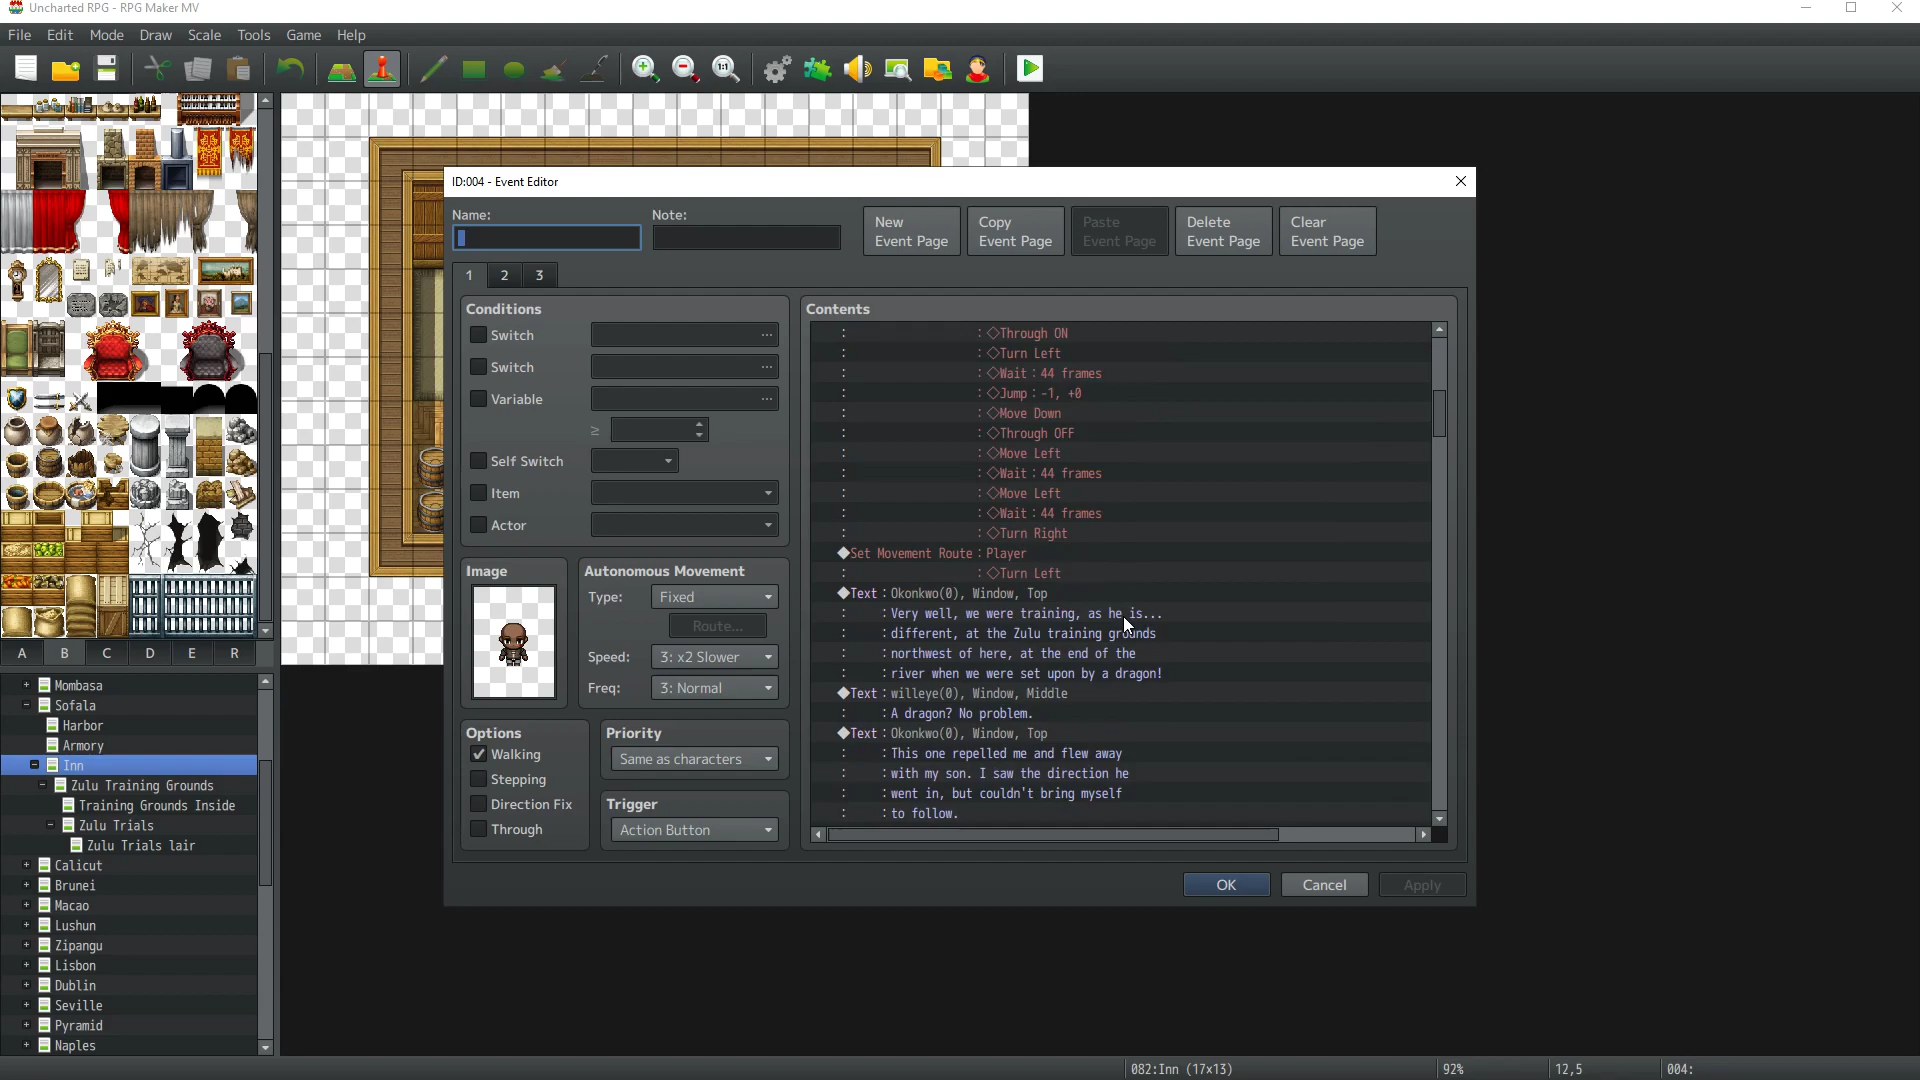 Uncharted RPG - RPG Maker MV
File Edit Mode Draw Scale Tools Game Help
1:1
ID:004 - Event Editor
Name:
Note:
New Event Page
Copy Event Page
Paste Event Page
Delete Event Page
Clear Event Page
1 2 3
Conditions
Switch ...
Switch ...
Variable ...
≥
Self Switch
Item
Actor
Image
Autonomous Movement
Type: Fixed
Route...
Speed: 3: x2 Slower
Freq: 3: Normal
Options
Walking
Stepping
Direction Fix
Through
Priority
Same as characters
Trigger
Action Button
Contents
: :◇Through ON
: :◇Turn Left
: :◇Wait : 44 frames
: :◇Jump : -1, +0
: :◇Move Down
: :◇Through OFF
: :◇Move Left
: :◇Wait : 44 frames
: :◇Move Left
: :◇Wait : 44 frames
: :◇Turn Right
◆Set Movement Route : Player
: :◇Turn Left
◆Text : Okonkwo(0), Window, Top
: : Very well, we were training, as he is...
: : different, at the Zulu training grounds
: : northwest of here, at the end of the
: : river when we were set upon by a dragon!
◆Text : willeye(0), Window, Middle
: : A dragon? No problem.
◆Text : Okonkwo(0), Window, Top
: : This one repelled me and flew away
: : with my son. I saw the direction he
: : went in, but couldn't bring myself
: : to follow.
OK Cancel Apply
A B C D E R
Mombasa
Sofala
Harbor
Armory
Inn
Zulu Training Grounds
Training Grounds Inside
Zulu Trials
Zulu Trials lair
Calicut
Brunei
Macao
Lushun
Zipangu
Lisbon
Dublin
Seville
Pyramid
Naples
082:Inn (17×13) 92% 12,5 004: